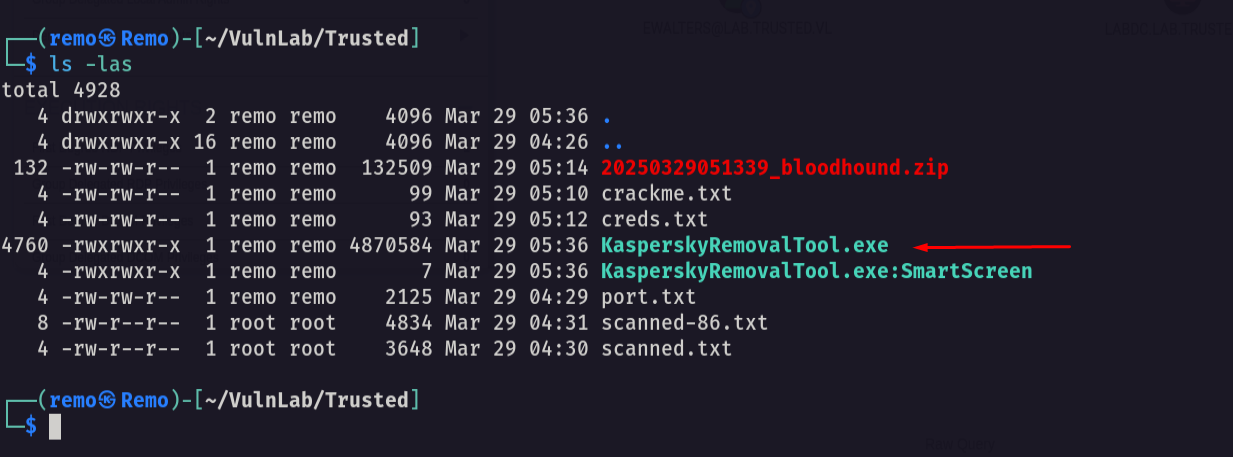 EWALTERS@LAB.TRUSTED.VL
┌──(remo㉿Remo)-[~/VulnLab/Trusted]
└─$ ls -las
total 4928
   4 drwxrwxr-x  2 remo remo    4096 Mar 29 05:36 .
   4 drwxrwxr-x 16 remo remo    4096 Mar 29 04:26 ..
 132 -rw-rw-r--  1 remo remo  132509 Mar 29 05:14 20250329051339_bloodhound.zip
   4 -rw-rw-r--  1 remo remo      99 Mar 29 05:10 crackme.txt
   4 -rw-rw-r--  1 remo remo      93 Mar 29 05:12 creds.txt
4760 -rwxrwxr-x  1 remo remo 4870584 Mar 29 05:36 KasperskyRemovalTool.exe
   4 -rwxrwxr-x  1 remo remo       7 Mar 29 05:36 KasperskyRemovalTool.exe:SmartScreen
   4 -rw-rw-r--  1 remo remo    2125 Mar 29 04:29 port.txt
   8 -rw-r--r--  1 root root    4834 Mar 29 04:31 scanned-86.txt
   4 -rw-r--r--  1 root root    3648 Mar 29 04:30 scanned.txt
┌──(remo㉿Remo)-[~/VulnLab/Trusted]
└─$
Raw Query